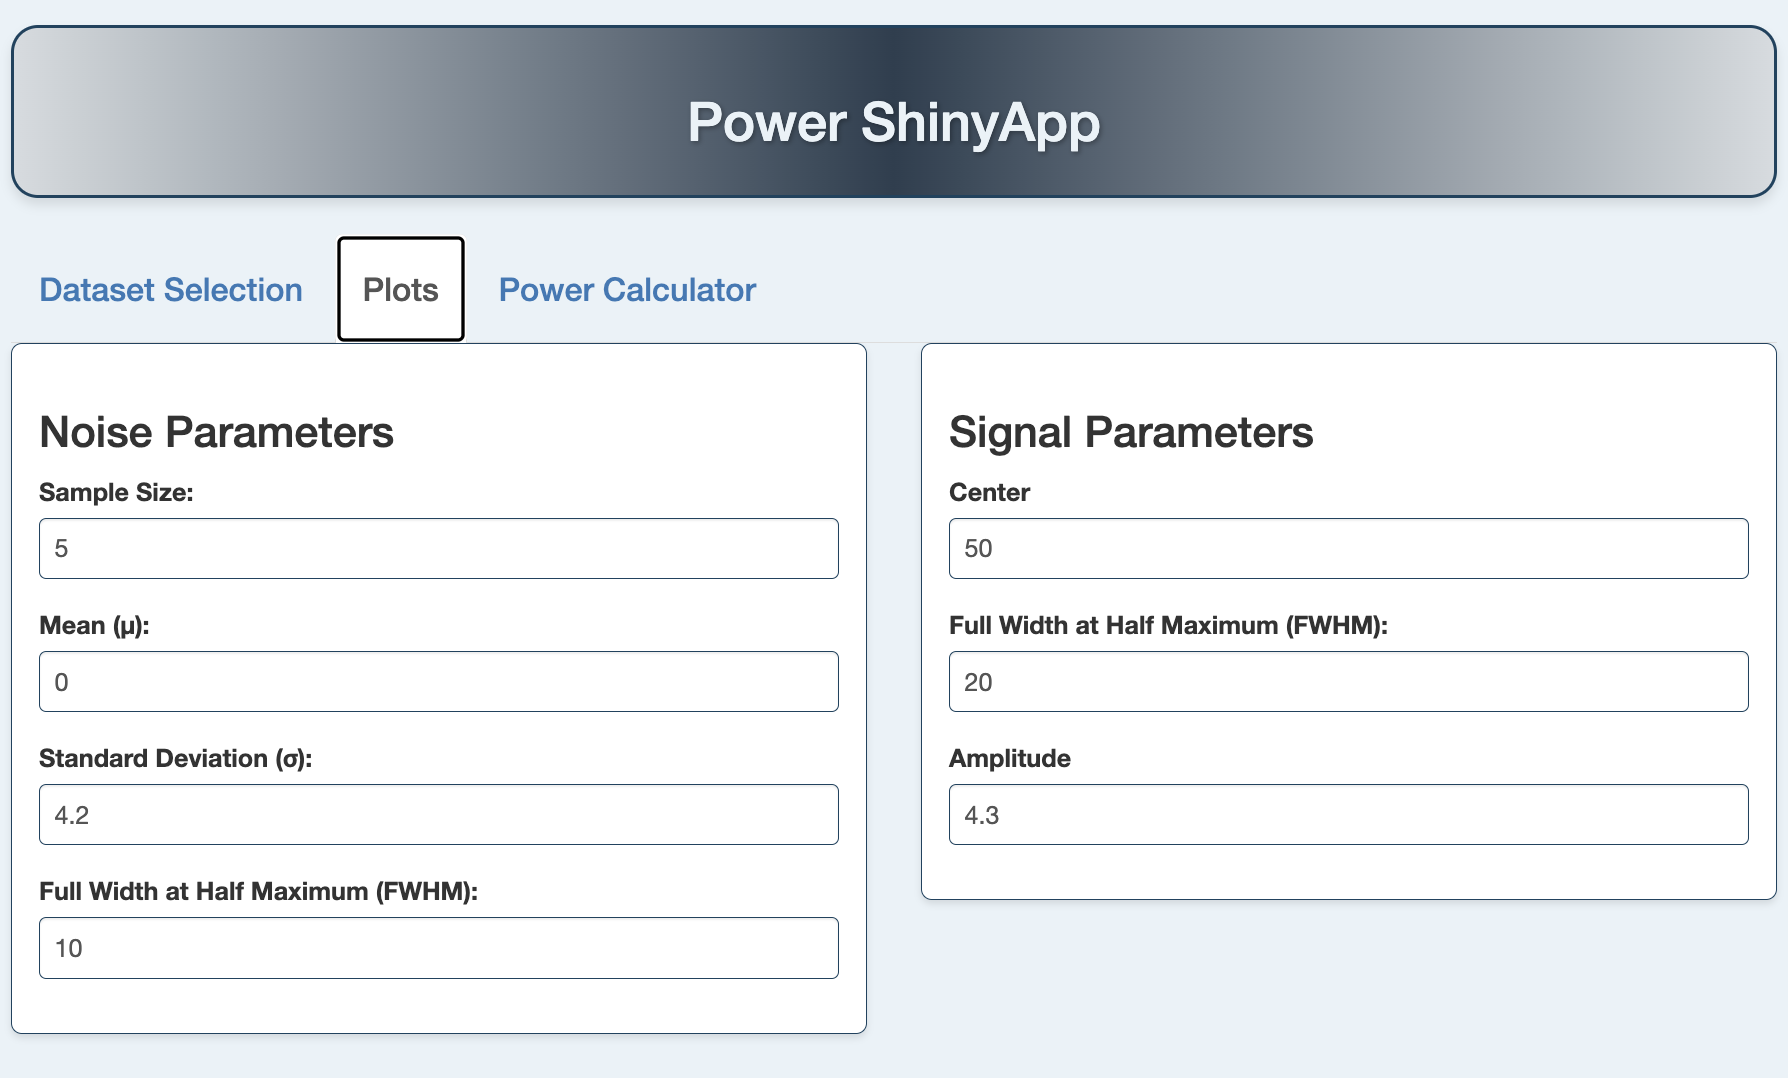 Power ShinyApp
Dataset Selection Plots Power Calculator
Noise Parameters
Sample Size:
5
Mean (μ):
0
Standard Deviation (σ):
4.2
Full Width at Half Maximum (FWHM):
10
Signal Parameters
Center
50
Full Width at Half Maximum (FWHM):
20
Amplitude
4.3